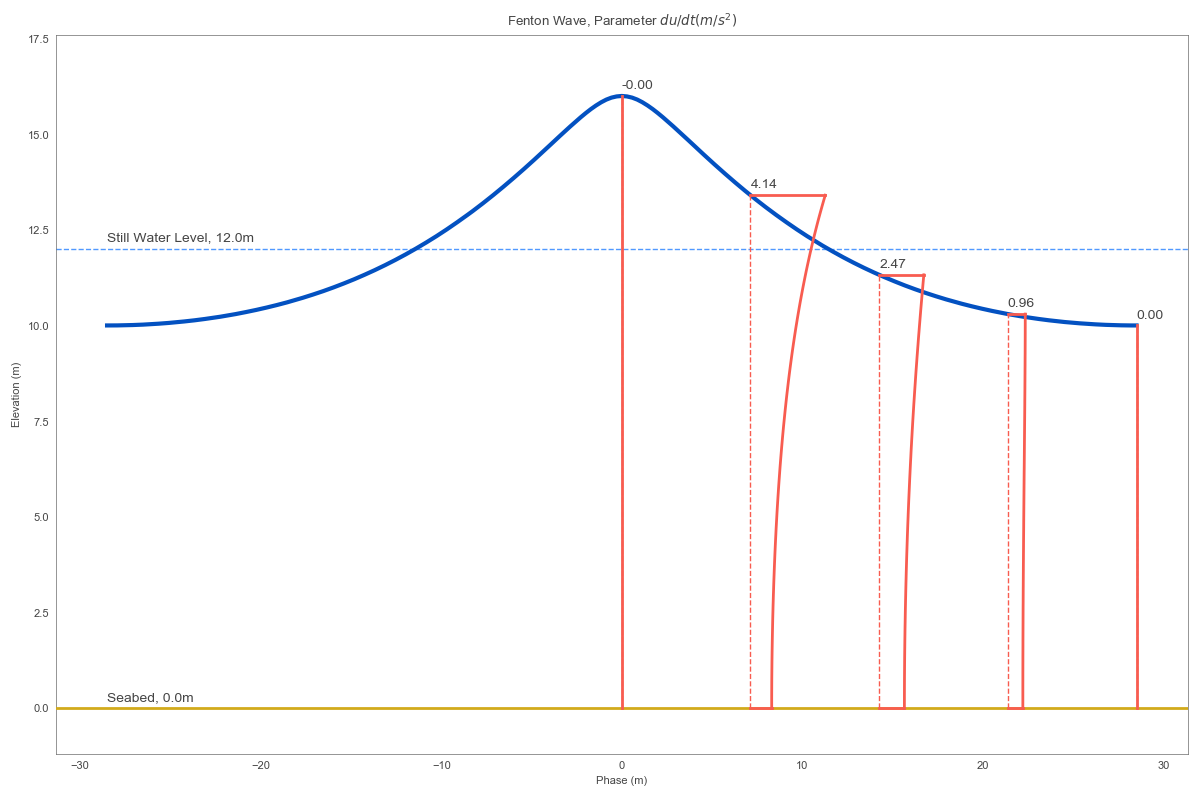 Fenton Wave, Parameter du/dt(m/s²)
17.5
15.0
12.5
10.0
7.5
5.0
2.5
0.0
Elevation (m)
-0.00
4.14
Still Water Level, 12.0m
2.47
0.96
0.00
Seabed, 0.0m
−30 −20 −10 0 10 20 30
Phase (m)